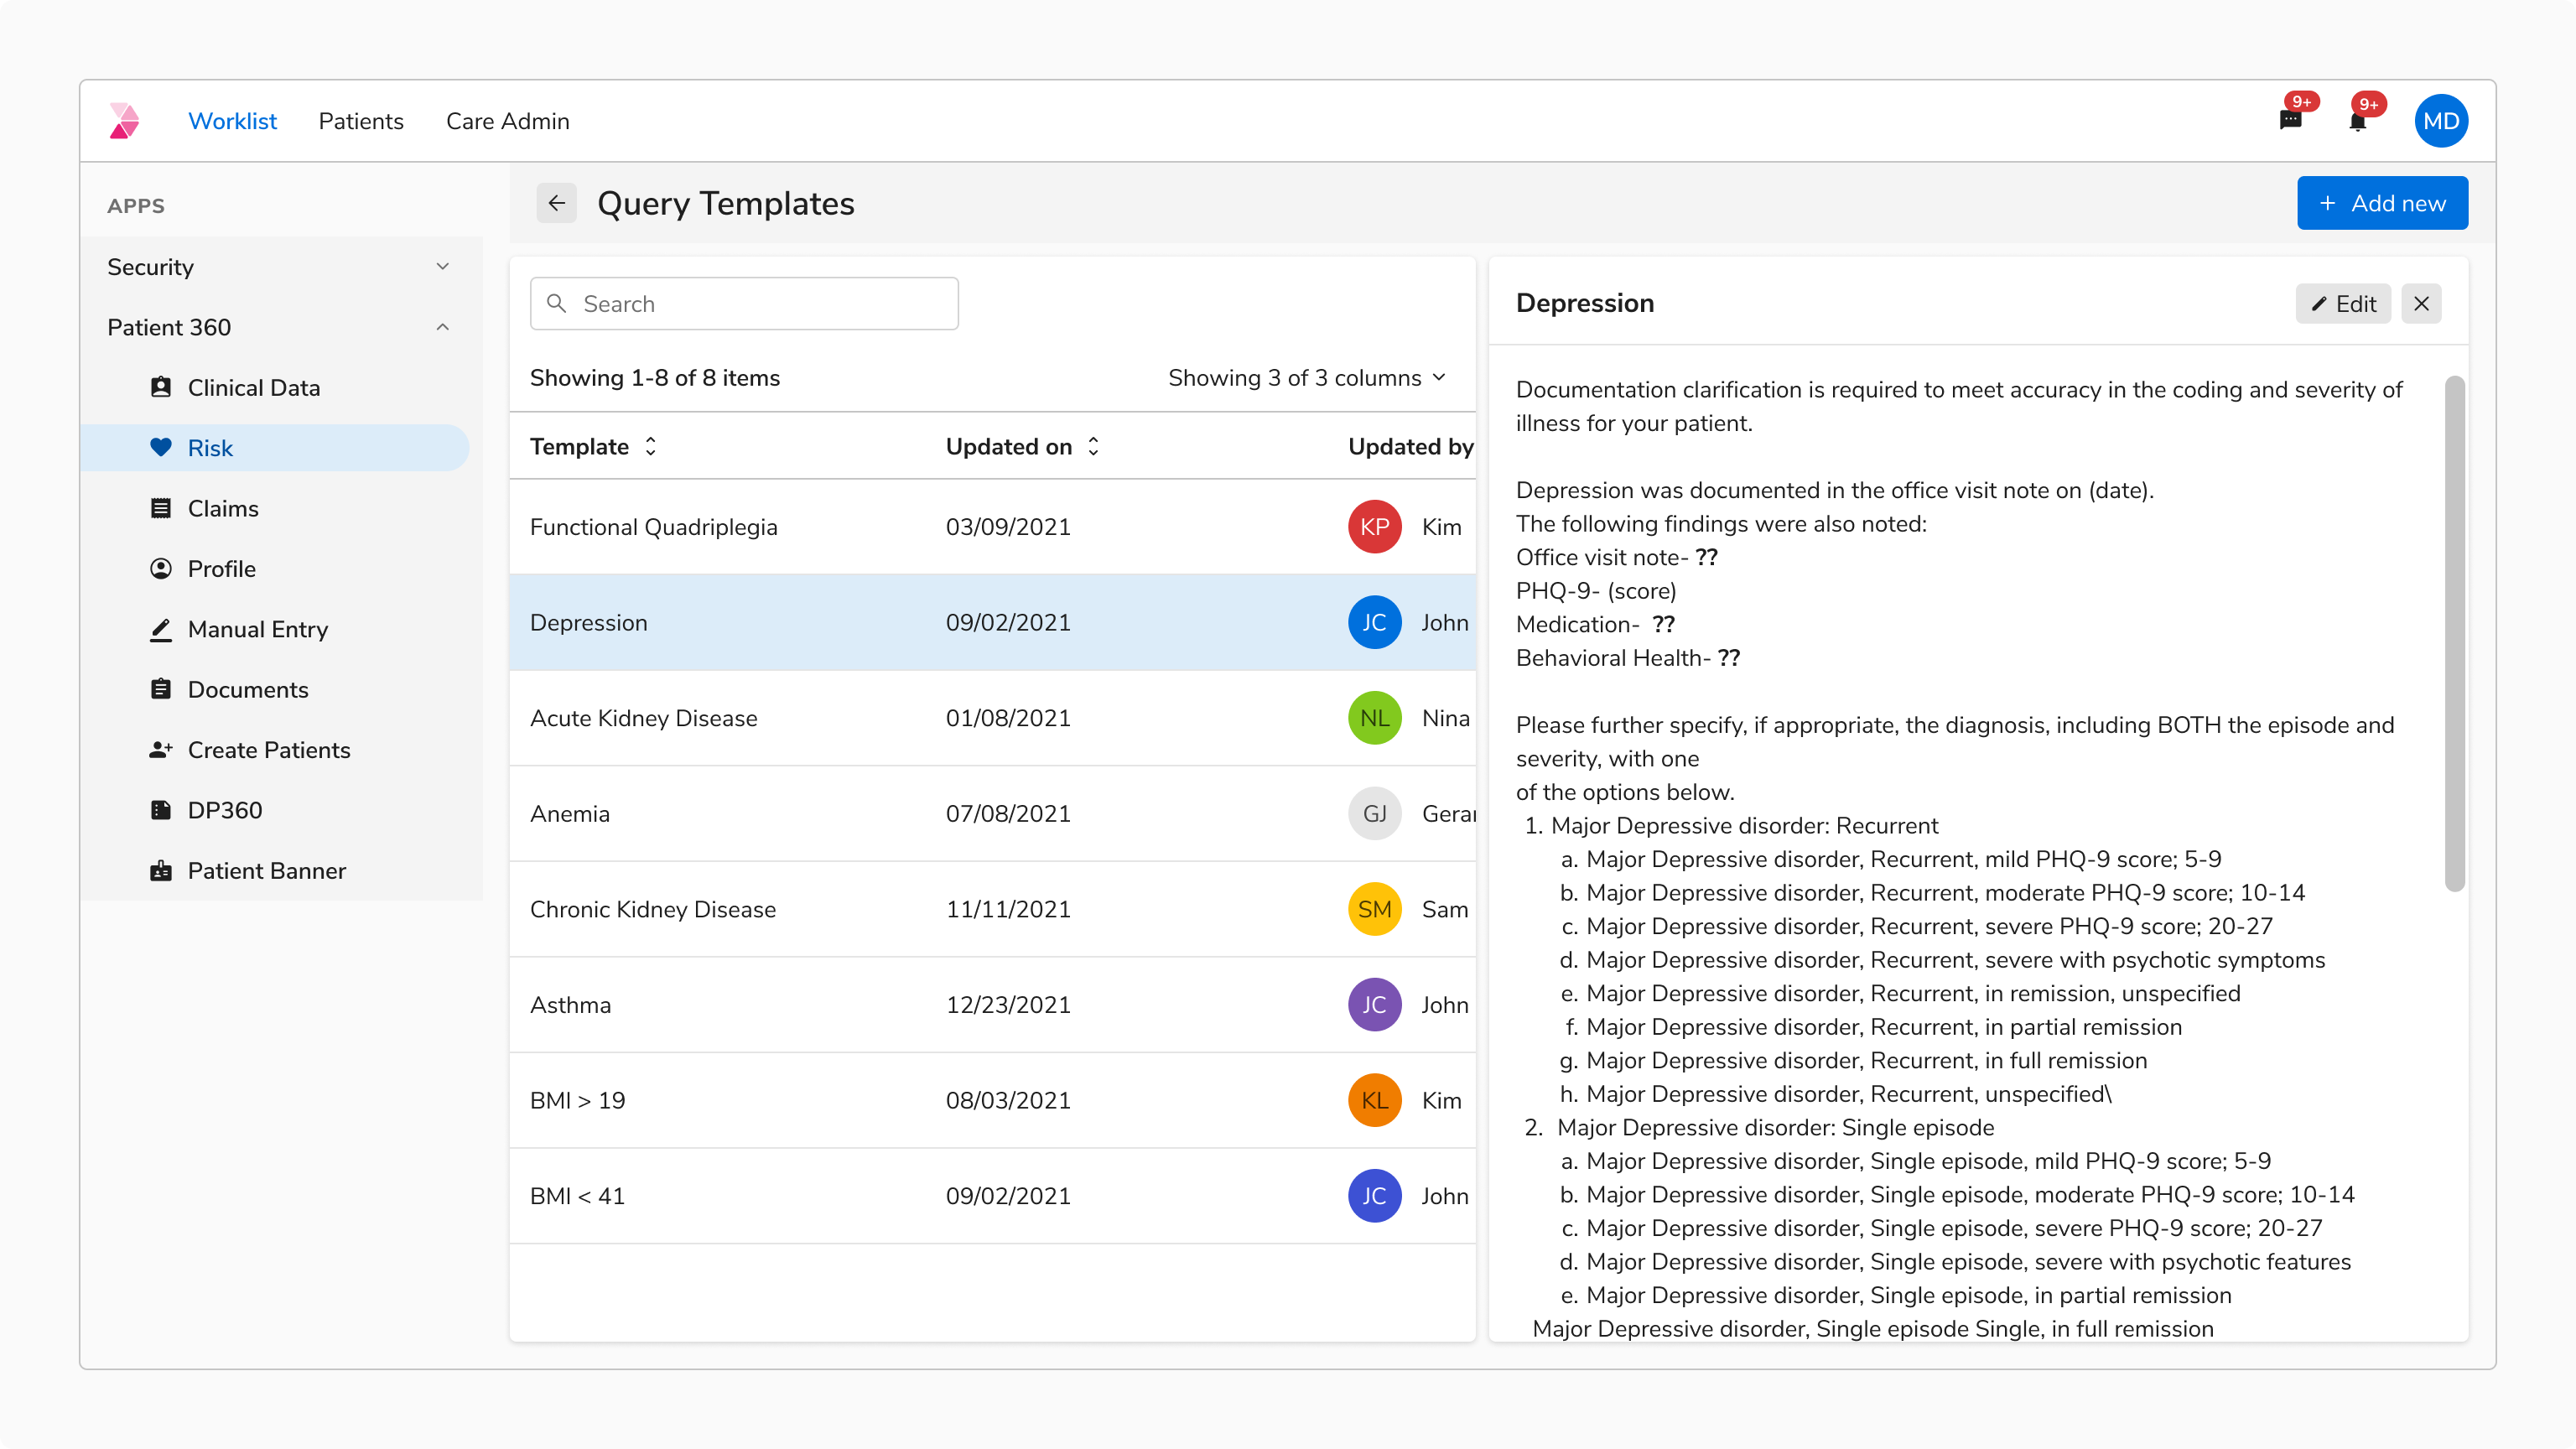 Worklist Patients Care Admin 9+ 9+ MD
APPS
Security
Patient 360
Clinical Data
Risk
Claims
Profile
Manual Entry
Documents
Create Patients
DP360
Patient Banner
Query Templates + Add new
Search
Showing 1-8 of 8 items Showing 3 of 3 columns
Template Updated on Updated by
Functional Quadriplegia 03/09/2021 KP Kim
Depression 09/02/2021 JC John
Acute Kidney Disease 01/08/2021 NL Nina
Anemia 07/08/2021 GJ
Chronic Kidney Disease 11/11/2021 SM Sam
Asthma 12/23/2021 JC John
BMI > 19 08/03/2021 KL Kim
BMI < 41 09/02/2021 JC John
Depression Edit
Documentation clarification is required to meet accuracy in the coding and severity of
illness for your patient.
Depression was documented in the office visit note on (date).
The following findings were also noted:
Office visit note- ??
PHQ-9- (score)
Medication- ??
Behavioral Health- ??
Please further specify, if appropriate, the diagnosis, including BOTH the episode and
severity, with one
of the options below.
1. Major Depressive disorder: Recurrent
a. Major Depressive disorder, Recurrent, mild PHQ-9 score; 5-9
b. Major Depressive disorder, Recurrent, moderate PHQ-9 score; 10-14
c. Major Depressive disorder, Recurrent, severe PHQ-9 score; 20-27
d. Major Depressive disorder, Recurrent, severe with psychotic symptoms
e. Major Depressive disorder, Recurrent, in remission, unspecified
f. Major Depressive disorder, Recurrent, in partial remission
g. Major Depressive disorder, Recurrent, in full remission
h. Major Depressive disorder, Recurrent, unspecified\
2. Major Depressive disorder: Single episode
a. Major Depressive disorder, Single episode, mild PHQ-9 score; 5-9
b. Major Depressive disorder, Single episode, moderate PHQ-9 score; 10-14
c. Major Depressive disorder, Single episode, severe PHQ-9 score; 20-27
d. Major Depressive disorder, Single episode, severe with psychotic features
e. Major Depressive disorder, Single episode, in partial remission
Major Depressive disorder, Single episode Single, in full remission